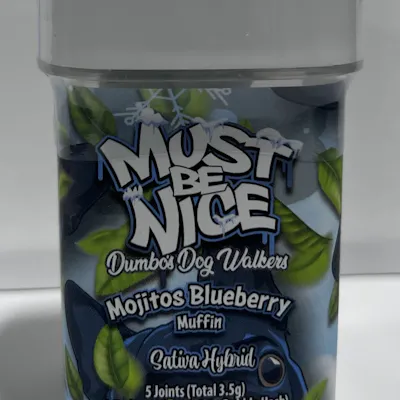 MUST
BE
NICE
Dumbos Dog Walkers
Mojitos Blueberry
Muffin
Sativa Hybrid
5 Joints (Total 3.5g)